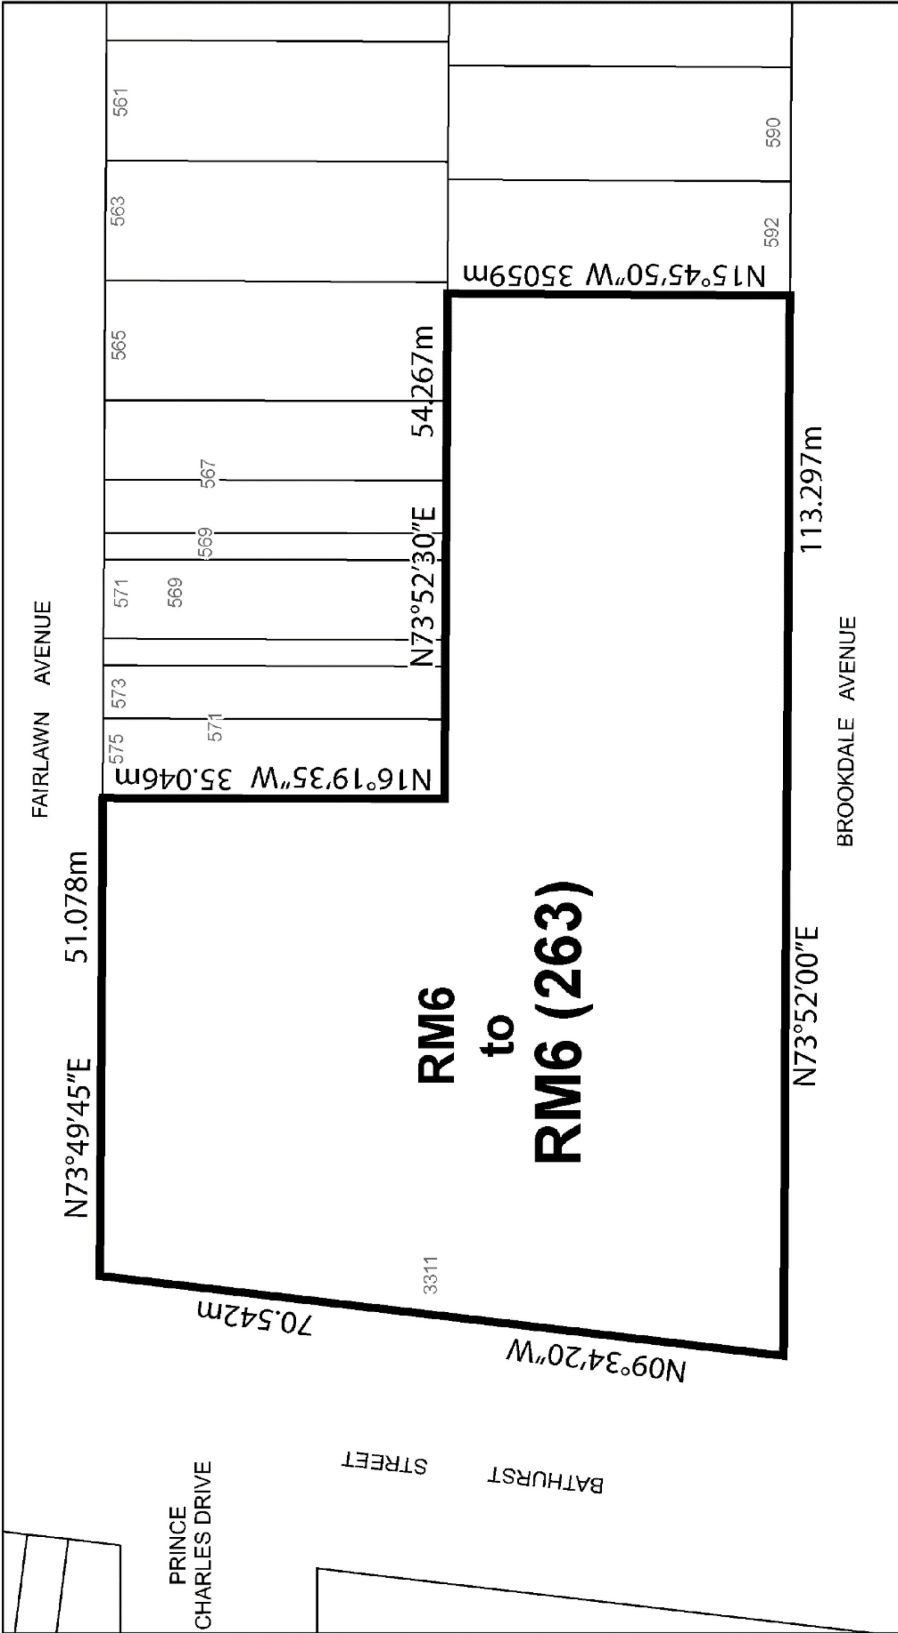 FAIRLAWN AVENUE
N73°49'45"E 51.078m
575
573
571
569
571
569
567
565
563
561
N16°19'35"W 35.046m
N73°52'30"E 54.267m
N15°45'50"W 35059m
592
590
RM6
to
RM6 (263)
3311
70.542m
N09°34'20"W
N73°52'00"E 113.297m
BROOKDALE AVENUE
BATHURST STREET
PRINCE
CHARLES DRIVE